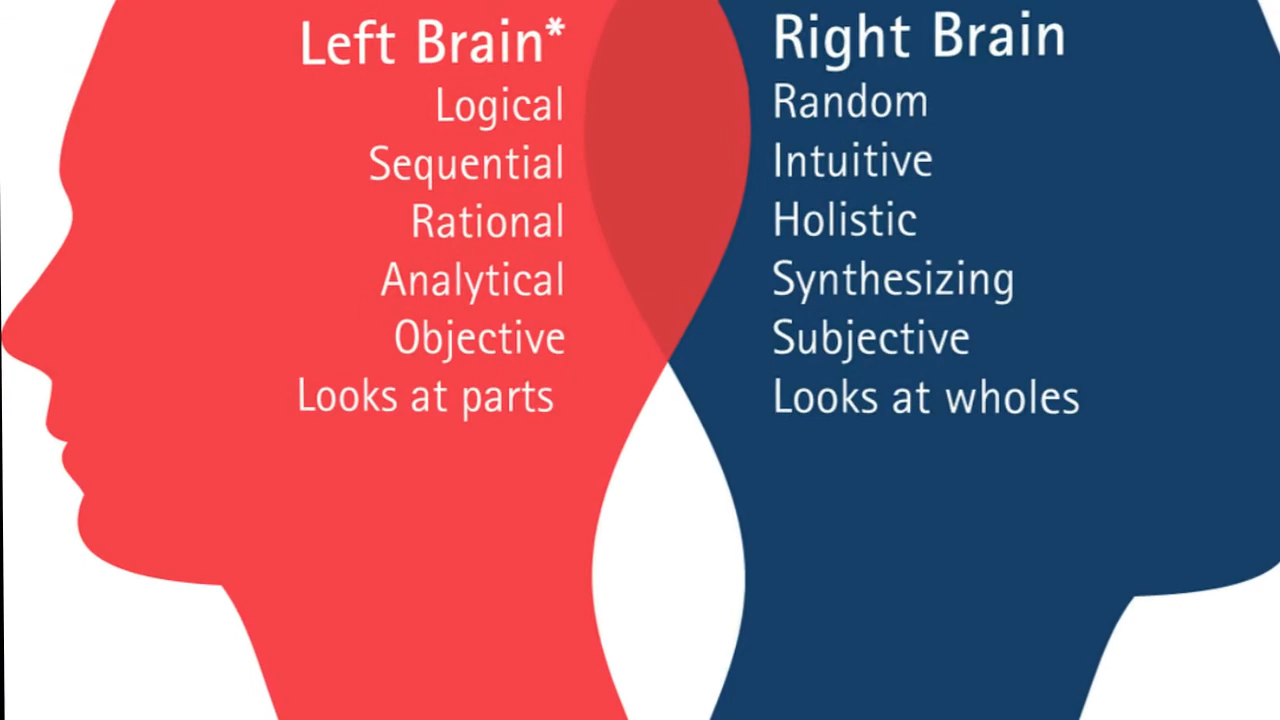 Left Brain*
Logical
Sequential
Rational
Analytical
Objective
Looks at parts
Right Brain
Random
Intuitive
Holistic
Synthesizing
Subjective
Looks at wholes